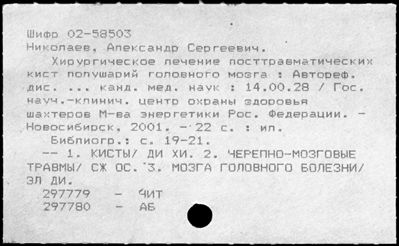 Шифр 02-58503
Николаев, Александр Сергеевич.
Хирургическое лечение посттравматических
кист полушарий головного мозга : Автореф.
дис. ... канд. мед. наук : 14.00.28 / Гос.
науч.-клинич. центр охраны здоровья
шахтеров М-ва энергетики Рос. Федерации. -
Новосибирск, 2001. - 22 с. : ил.
Библиогр.: с. 19-21.
-- 1. КИСТЫ/ ДИ ХИ. 2. ЧЕРЕПНО-МОЗГОВЫЕ
ТРАВМЫ/ СЖ ОС. 3. МОЗГА ГОЛОВНОГО БОЛЕЗНИ/
ЭЛ ДИ.
297779 - ЧИТ
297780 - АБ